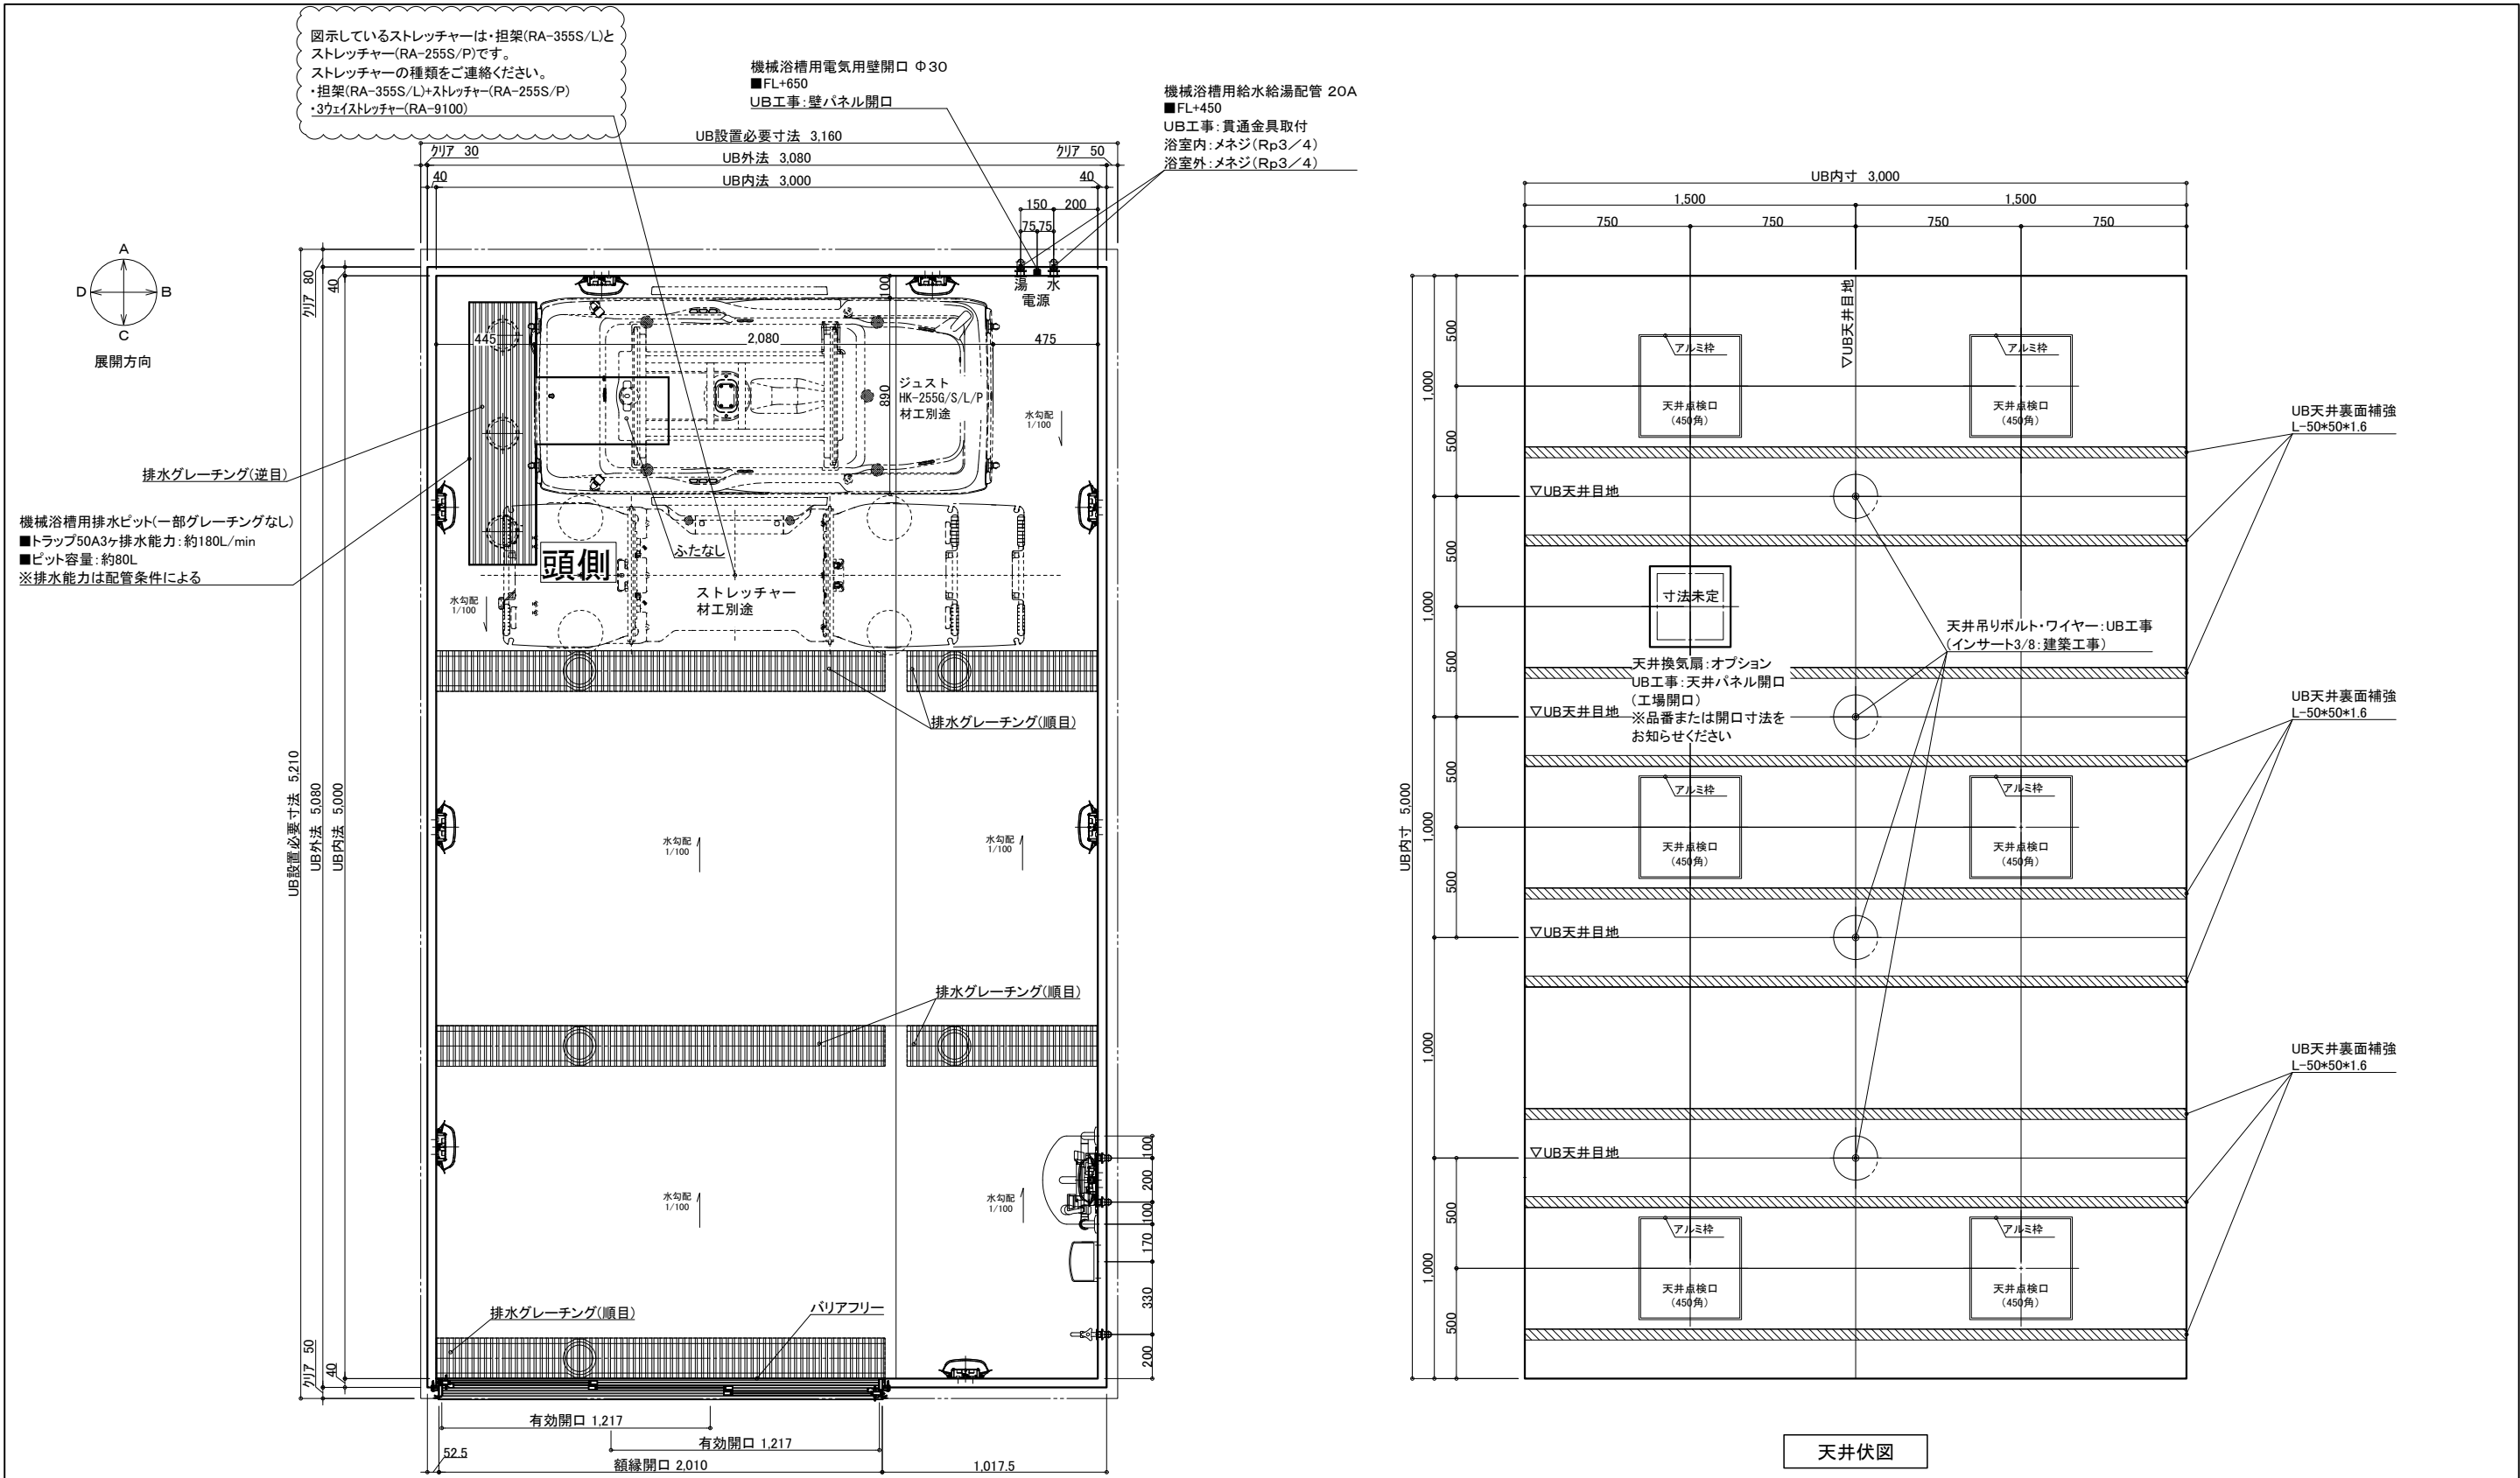 図示しているストレッチャーは・担架(RA-355S/L)と
ストレッチャー(RA-255S/P)です。
ストレッチャーの種類をご連絡ください。
・担架(RA-355S/L)+ストレッチャー(RA-255S/P)
・3ウェイストレッチャー(RA-9100)
機械浴槽用電気用壁開口 Φ30
■FL+650
UB工事:壁パネル開口
機械浴槽用給水給湯配管 20A
■FL+450
UB工事:貫通金具取付
浴室内:メネジ(Rp3/4)
浴室外:メネジ(Rp3/4)
UB設置必要寸法 3,160
クリア 30
UB外法 3,080
クリア 50
40
UB内法 3,000
40
150
200
75
75
A
D
B
C
展開方向
クリア 80
40
湯
水
電源
100
445
2,080
475
890
ジュスト
HK-255G/S/L/P
材工別途
水勾配
1/100
排水グレーチング(逆目)
機械浴槽用排水ピット(一部グレーチングなし)
■トラップ50A3ヶ排水能力:約180L/min
■ピット容量:約80L
※排水能力は配管条件による
頭側
ふたなし
ストレッチャー
材工別途
水勾配
1/100
排水グレーチング(順目)
UB設置必要寸法 5,210
UB外法 5,080
UB内法 5,000
水勾配
1/100
水勾配
1/100
排水グレーチング(順目)
水勾配
1/100
水勾配
1/100
100
200
100
170
330
200
排水グレーチング(順目)
バリアフリー
クリア 50
40
有効開口 1,217
有効開口 1,217
52.5
額縁開口 2,010
1,017.5
UB内寸 3,000
1,500
1,500
750
750
750
750
▽UB天井目地
アルミ枠
天井点検口
(450角)
アルミ枠
天井点検口
(450角)
UB天井裏面補強
L-50*50*1.6
▽UB天井目地
寸法未定
天井吊りボルト・ワイヤー:UB工事
(インサート3/8:建築工事)
天井換気扇:オプション
UB工事:天井パネル開口
(工場開口)
※品番または開口寸法を
お知らせください
▽UB天井目地
UB天井裏面補強
L-50*50*1.6
アルミ枠
天井点検口
(450角)
アルミ枠
天井点検口
(450角)
▽UB天井目地
UB天井裏面補強
L-50*50*1.6
▽UB天井目地
アルミ枠
天井点検口
(450角)
アルミ枠
天井点検口
(450角)
UB内寸 5,000
1,000
1,000
1,000
1,000
1,000
500
500
500
500
500
500
500
500
天井伏図